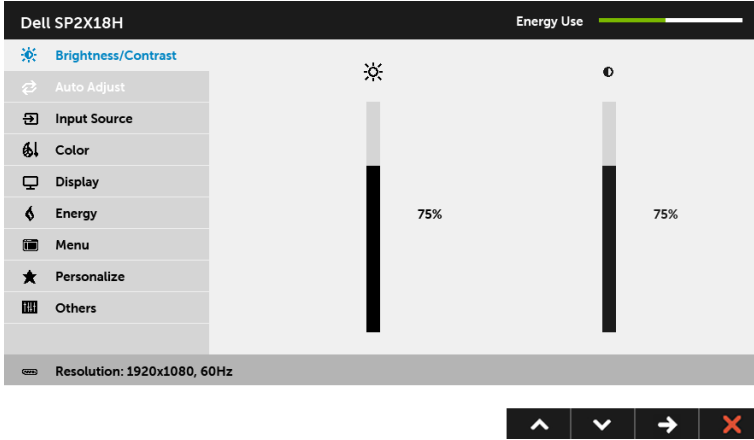 Dell SP2X18H
Energy Use
Brightness/Contrast
Auto Adjust
Input Source
Color
Display
Energy
Menu
Personalize
Others
75%
75%
Resolution: 1920x1080, 60Hz